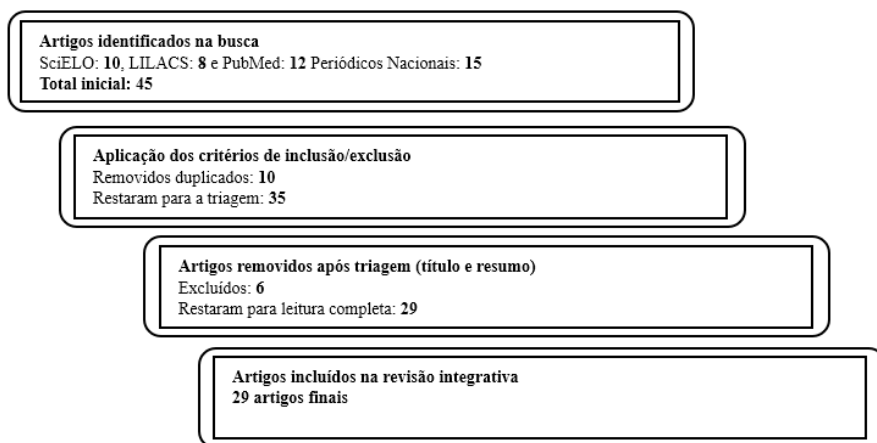 Artigos identificados na busca
SciELO: 10, LILACS: 8 e PubMed: 12 Periódicos Nacionais: 15
Total inicial: 45
Aplicação dos critérios de inclusão/exclusão
Removidos duplicados: 10
Restaram para a triagem: 35
Artigos removidos após triagem (título e resumo)
Excluídos: 6
Restaram para leitura completa: 29
Artigos incluídos na revisão integrativa
29 artigos finais